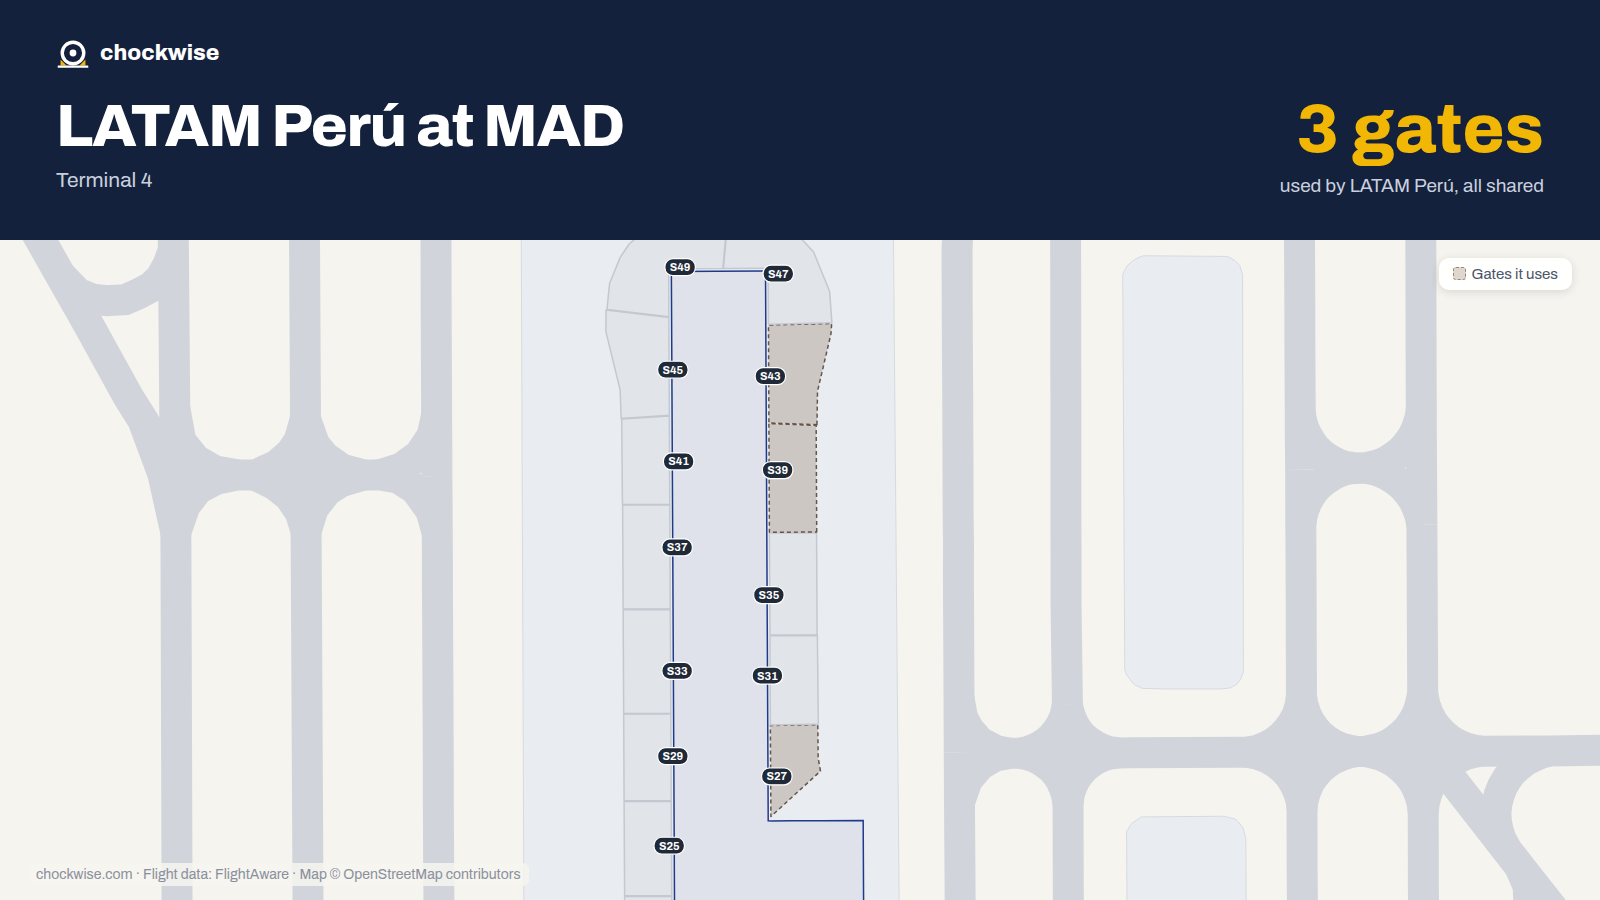 chockwise
LATAM Perú at MAD
Terminal 4
3 gates
used by LATAM Perú, all shared
Gates it uses
S49
S47
S45
S43
S41
S39
S37
S35
S33
S31
S29
S27
S25
chockwise.com · Flight data: FlightAware · Map © OpenStreetMap contributors